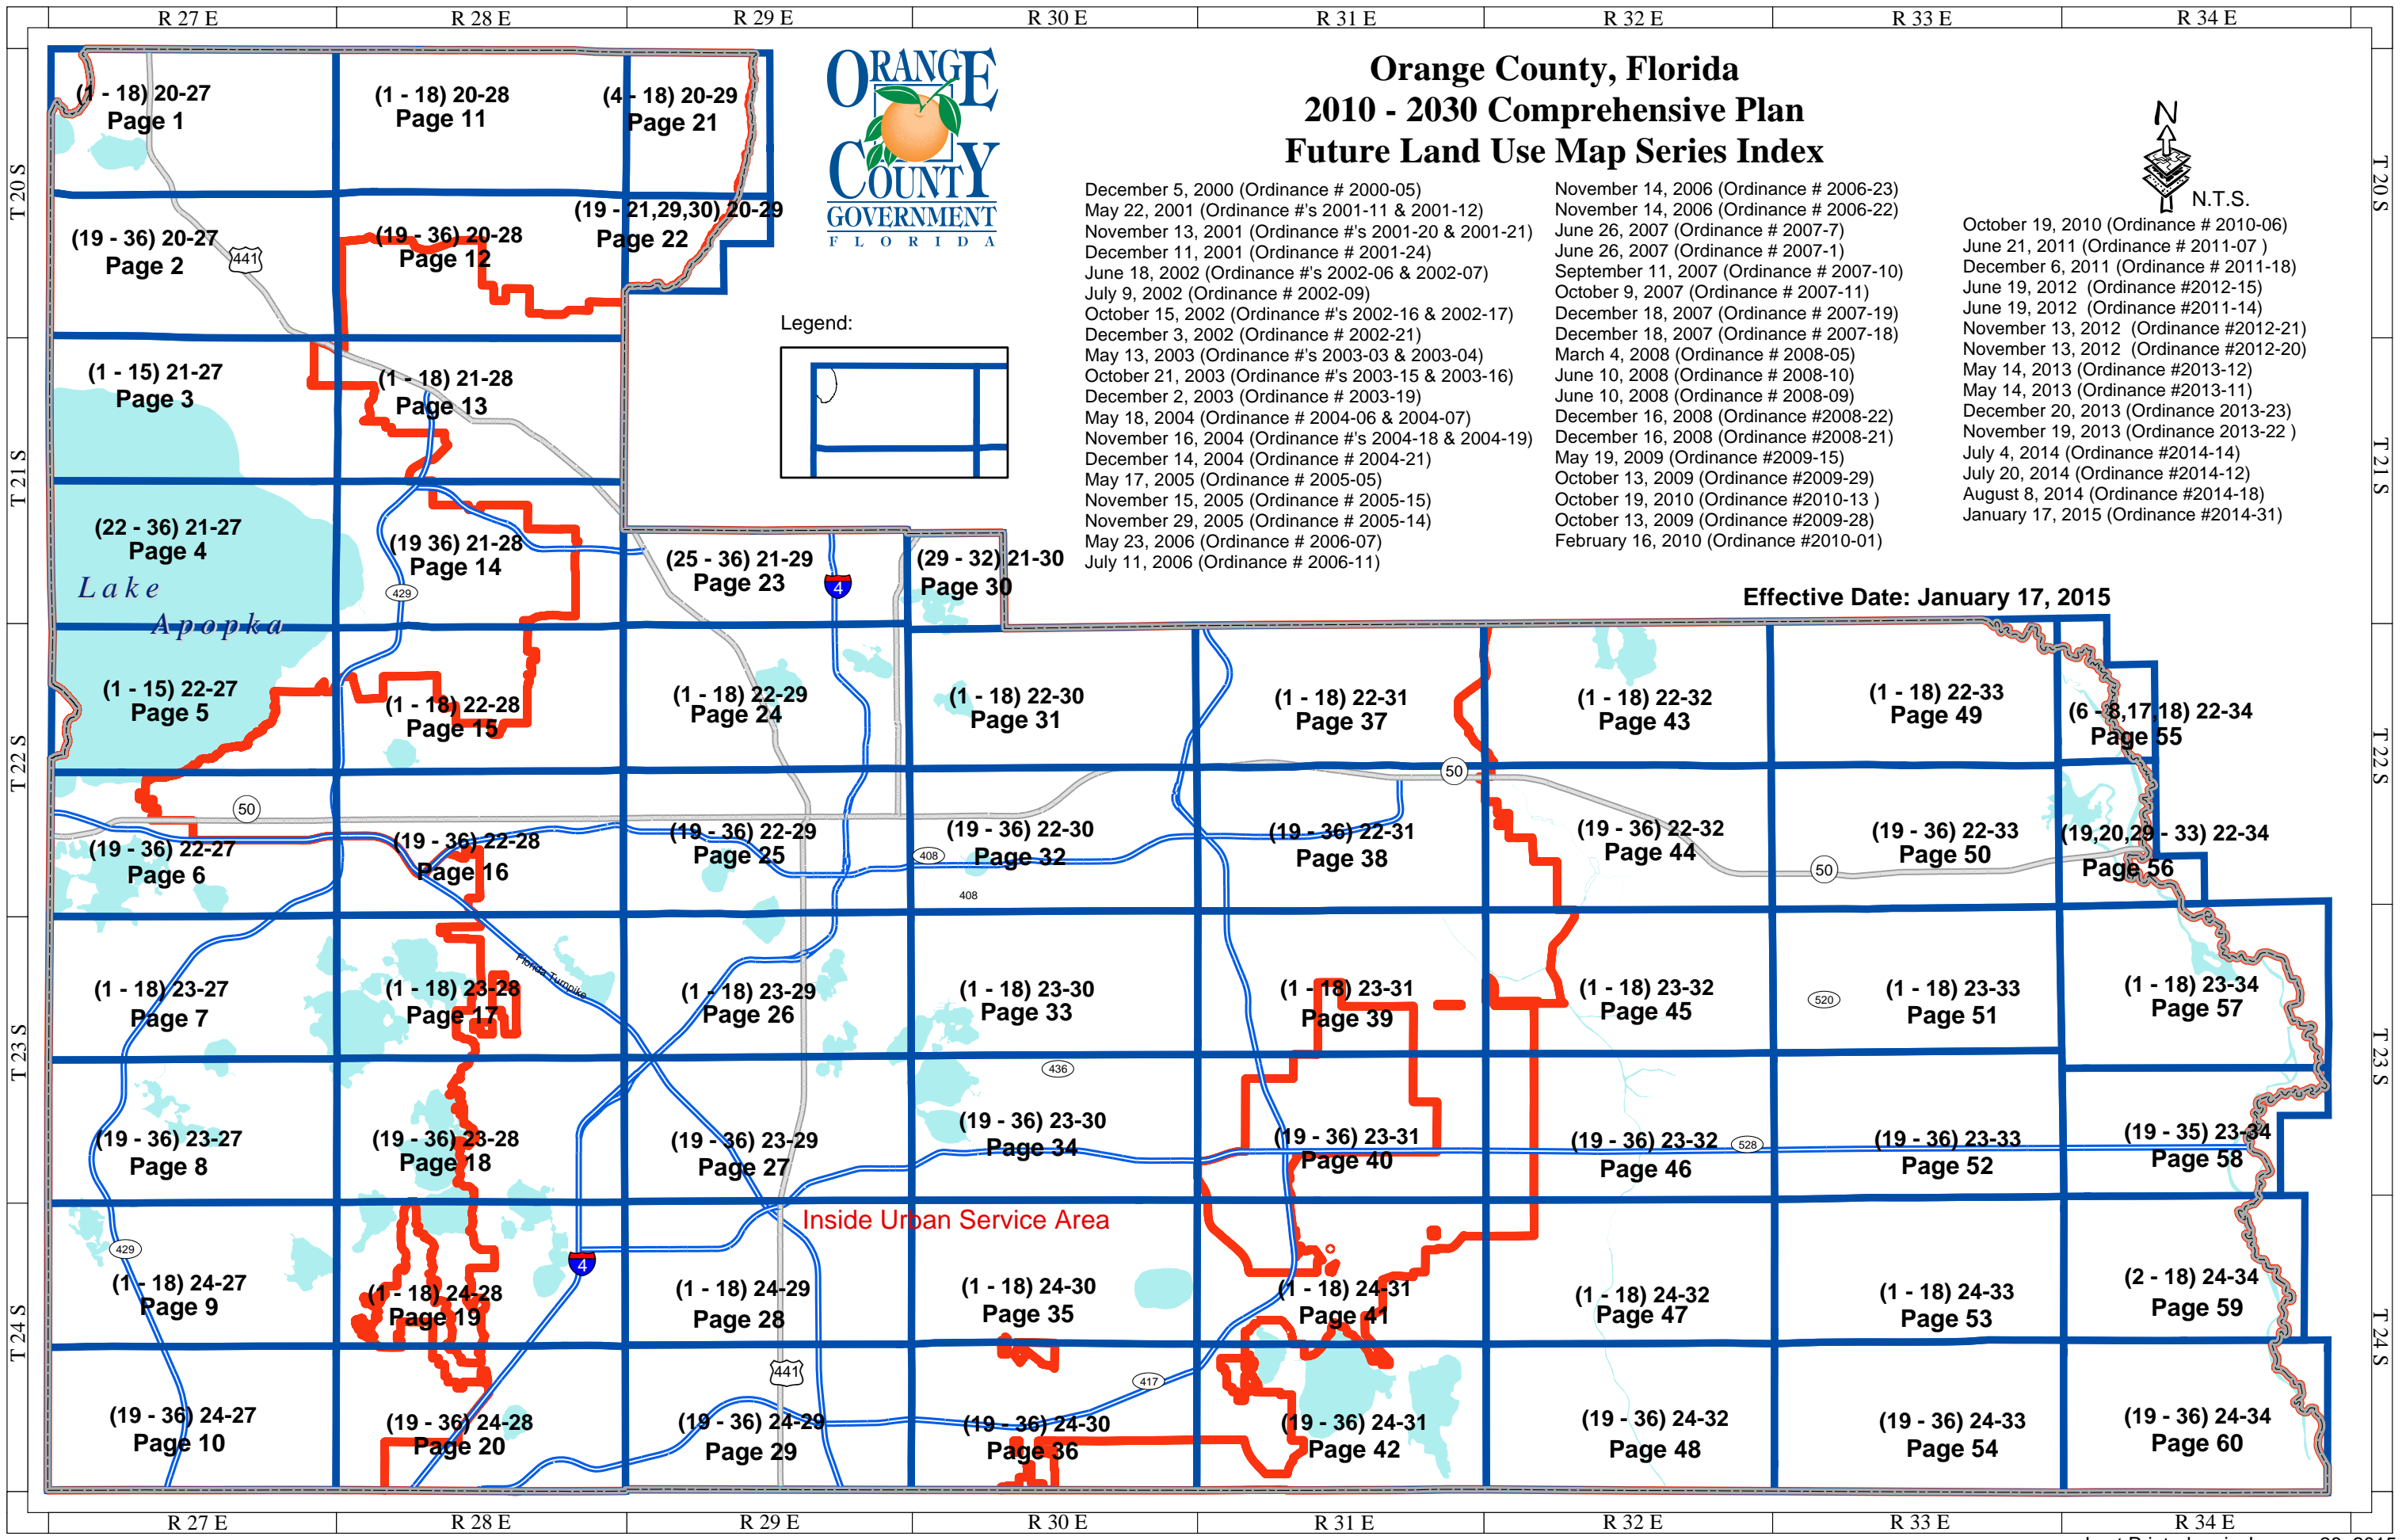 R 27 E
R 28 E
R 29 E
R 30 E
R 31 E
R 32 E
R 33 E
R 34 E
T 20 S
T 21 S
T 22 S
T 23 S
T 24 S
ORANGE
COUNTY
GOVERNMENT
FLORIDA
Orange County, Florida
2010 - 2030 Comprehensive Plan
Future Land Use Map Series Index
N
N.T.S.
December 5, 2000 (Ordinance # 2000-05)
May 22, 2001 (Ordinance #'s 2001-11 & 2001-12)
November 13, 2001 (Ordinance #'s 2001-20 & 2001-21)
December 11, 2001 (Ordinance # 2001-24)
June 18, 2002 (Ordinance #'s 2002-06 & 2002-07)
July 9, 2002 (Ordinance # 2002-09)
October 15, 2002 (Ordinance #'s 2002-16 & 2002-17)
December 3, 2002 (Ordinance # 2002-21)
May 13, 2003 (Ordinance #'s 2003-03 & 2003-04)
October 21, 2003 (Ordinance #'s 2003-15 & 2003-16)
December 2, 2003 (Ordinance # 2003-19)
May 18, 2004 (Ordinance # 2004-06 & 2004-07)
November 16, 2004 (Ordinance #'s 2004-18 & 2004-19)
December 14, 2004 (Ordinance # 2004-21)
May 17, 2005 (Ordinance # 2005-05)
November 15, 2005 (Ordinance # 2005-15)
November 29, 2005 (Ordinance # 2005-14)
May 23, 2006 (Ordinance # 2006-07)
July 11, 2006 (Ordinance # 2006-11)
November 14, 2006 (Ordinance # 2006-23)
November 14, 2006 (Ordinance # 2006-22)
June 26, 2007 (Ordinance # 2007-7)
June 26, 2007 (Ordinance # 2007-1)
September 11, 2007 (Ordinance # 2007-10)
October 9, 2007 (Ordinance # 2007-11)
December 18, 2007 (Ordinance # 2007-19)
December 18, 2007 (Ordinance # 2007-18)
March 4, 2008 (Ordinance # 2008-05)
June 10, 2008 (Ordinance # 2008-10)
June 10, 2008 (Ordinance # 2008-09)
December 16, 2008 (Ordinance #2008-22)
December 16, 2008 (Ordinance #2008-21)
May 19, 2009 (Ordinance #2009-15)
October 13, 2009 (Ordinance #2009-29)
October 19, 2010 (Ordinance #2010-13 )
October 13, 2009 (Ordinance #2009-28)
February 16, 2010 (Ordinance #2010-01)
October 19, 2010 (Ordinance # 2010-06)
June 21, 2011 (Ordinance # 2011-07 )
December 6, 2011 (Ordinance # 2011-18)
June 19, 2012 (Ordinance #2012-15)
June 19, 2012 (Ordinance #2011-14)
November 13, 2012 (Ordinance #2012-21)
November 13, 2012 (Ordinance #2012-20)
May 14, 2013 (Ordinance #2013-12)
May 14, 2013 (Ordinance #2013-11)
December 20, 2013 (Ordinance 2013-23)
November 19, 2013 (Ordinance 2013-22 )
July 4, 2014 (Ordinance #2014-14)
July 20, 2014 (Ordinance #2014-12)
August 8, 2014 (Ordinance #2014-18)
January 17, 2015 (Ordinance #2014-31)
Effective Date: January 17, 2015
Legend:
(1 - 18) 20-27
Page 1
(19 - 36) 20-27
Page 2
441
(1 - 15) 21-27
Page 3
(22 - 36) 21-27
Page 4
Lake
Apopka
(1 - 15) 22-27
Page 5
50
(19 - 36) 22-27
Page 6
(1 - 18) 23-27
Page 7
(19 - 36) 23-27
Page 8
429
(1 - 18) 24-27
Page 9
(19 - 36) 24-27
Page 10
(1 - 18) 20-28
Page 11
(19 - 36) 20-28
Page 12
(1 - 18) 21-28
Page 13
(19 36) 21-28
Page 14
429
(1 - 18) 22-28
Page 15
(19 - 36) 22-28
Page 16
Florida Turnpike
(1 - 18) 23-28
Page 17
(19 - 36) 23-28
Page 18
4
(1 - 18) 24-28
Page 19
(19 - 36) 24-28
Page 20
(4 - 18) 20-29
Page 21
(19 - 21,29,30) 20-29
Page 22
(25 - 36) 21-29
Page 23
4
(1 - 18) 22-29
Page 24
(19 - 36) 22-29
Page 25
(1 - 18) 23-29
Page 26
(19 - 36) 23-29
Page 27
Inside Urban Service Area
(1 - 18) 24-29
Page 28
441
(19 - 36) 24-29
Page 29
(29 - 32) 21-30
Page 30
(1 - 18) 22-30
Page 31
(19 - 36) 22-30
Page 32
408
408
(1 - 18) 23-30
Page 33
436
(19 - 36) 23-30
Page 34
(1 - 18) 24-30
Page 35
417
(19 - 36) 24-30
Page 36
(1 - 18) 22-31
Page 37
50
(19 - 36) 22-31
Page 38
(1 - 18) 23-31
Page 39
(19 - 36) 23-31
Page 40
(1 - 18) 24-31
Page 41
(19 - 36) 24-31
Page 42
(1 - 18) 22-32
Page 43
(19 - 36) 22-32
Page 44
(1 - 18) 23-32
Page 45
(19 - 36) 23-32
Page 46
528
(1 - 18) 24-32
Page 47
(19 - 36) 24-32
Page 48
(1 - 18) 22-33
Page 49
(19 - 36) 22-33
Page 50
50
520
(1 - 18) 23-33
Page 51
(19 - 36) 23-33
Page 52
(1 - 18) 24-33
Page 53
(19 - 36) 24-33
Page 54
(6 - 8,17,18) 22-34
Page 55
(19,20,29 - 33) 22-34
Page 56
(1 - 18) 23-34
Page 57
(19 - 35) 23-34
Page 58
(2 - 18) 24-34
Page 59
(19 - 36) 24-34
Page 60
T 20 S
T 21 S
T 22 S
T 23 S
T 24 S
R 27 E
R 28 E
R 29 E
R 30 E
R 31 E
R 32 E
R 33 E
R 34 E